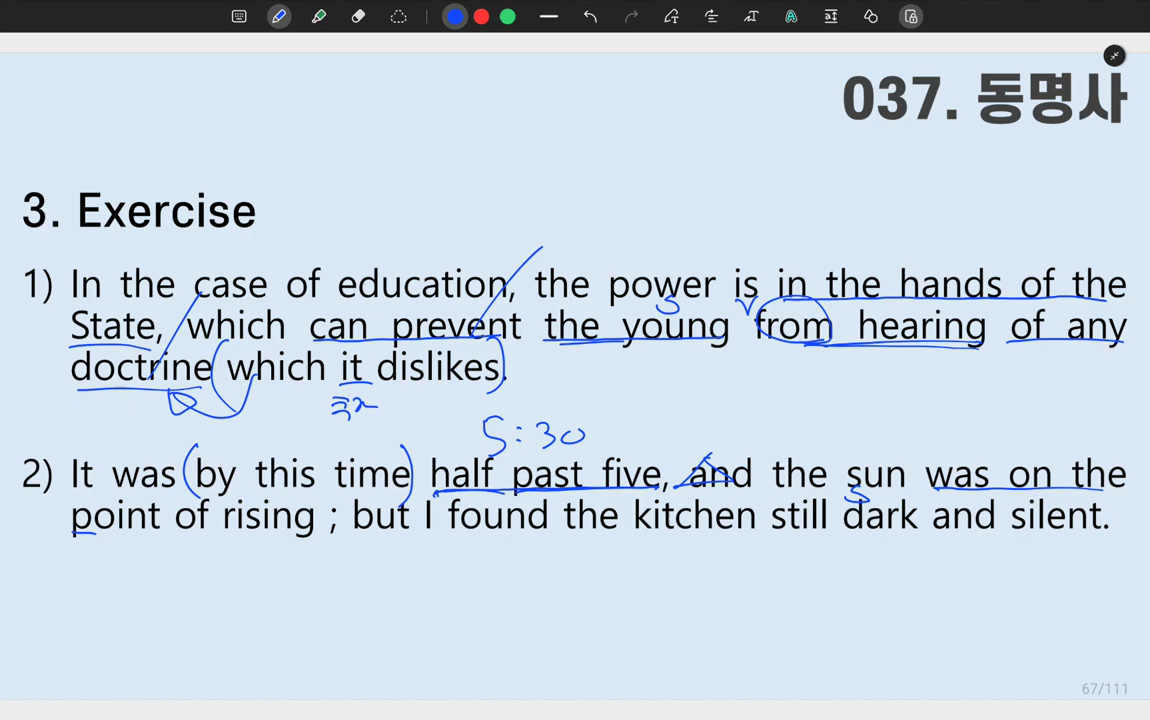 037. 동명사
3. Exercise
1) In the case of education, the power is in the hands of the
S V
State, which can prevent the young from hearing of any
doctrine which it dislikes.
국가
5:30
2) It was by this time half past five, and the sun was on the
S
point of rising ; but I found the kitchen still dark and silent.
67/111